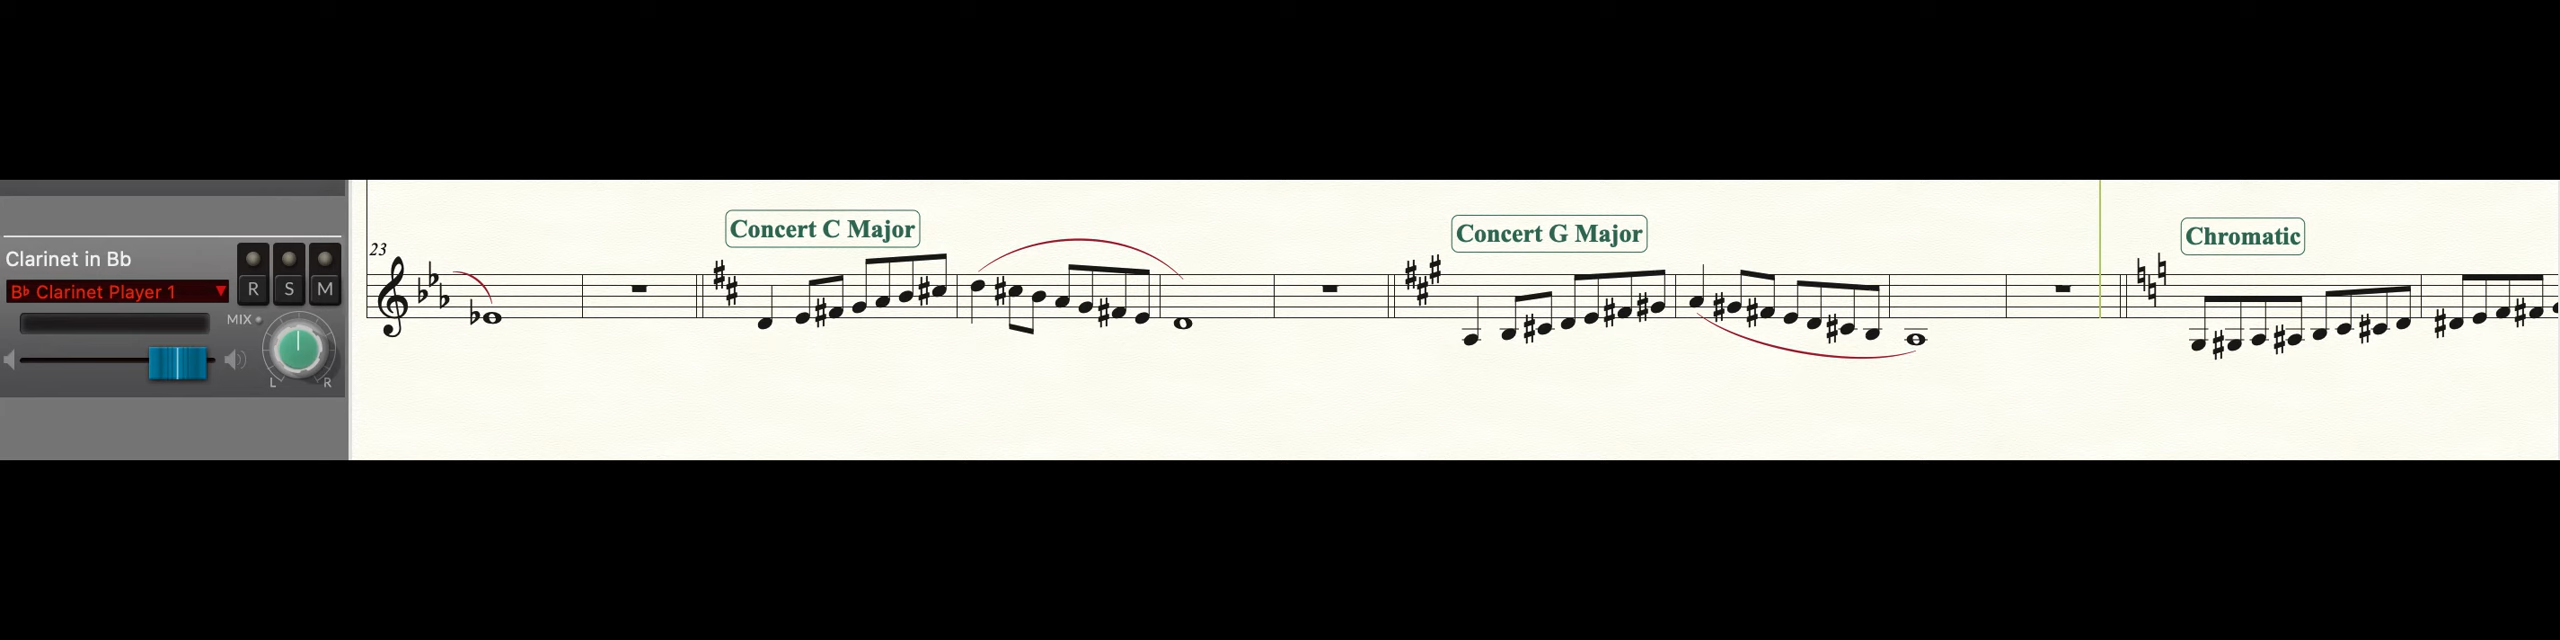 Clarinet in Bb
B♭ Clarinet Player 1
R S M
MIX
L R
23
Concert C Major
Concert G Major
Chromatic